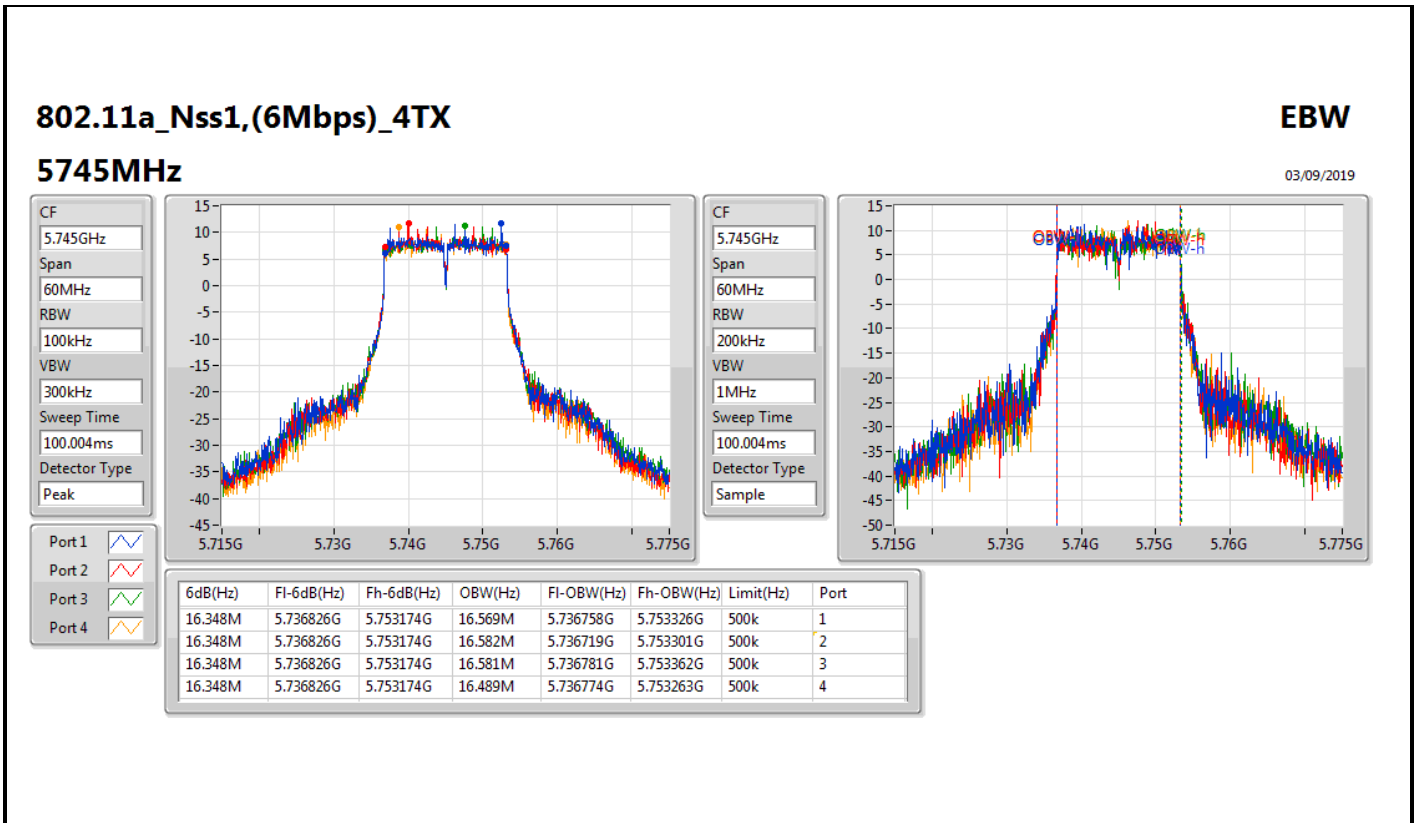 802.11a_Nss1,(6Mbps)_4TX
EBW
5745MHz
03/09/2019
CF
5.745GHz
Span
60MHz
RBW
100kHz
VBW
300kHz
Sweep Time
100.004ms
Detector Type
Peak
15
10
5
0
-5
-10
-15
-20
-25
-30
-35
-40
-45
5.715G 5.73G 5.74G 5.75G 5.76G 5.775G
CF
5.745GHz
Span
60MHz
RBW
200kHz
VBW
1MHz
Sweep Time
100.004ms
Detector Type
Sample
15
10
5
0
-5
-10
-15
-20
-25
-30
-35
-40
-45
-50
5.715G 5.73G 5.74G 5.75G 5.76G 5.775G
Port 1
Port 2
Port 3
Port 4
6dB(Hz) Fl-6dB(Hz) Fh-6dB(Hz) OBW(Hz) Fl-OBW(Hz) Fh-OBW(Hz) Limit(Hz) Port
16.348M 5.736826G 5.753174G 16.569M 5.736758G 5.753326G 500k 1
16.348M 5.736826G 5.753174G 16.582M 5.736719G 5.753301G 500k 2
16.348M 5.736826G 5.753174G 16.581M 5.736781G 5.753362G 500k 3
16.348M 5.736826G 5.753174G 16.489M 5.736774G 5.753263G 500k 4